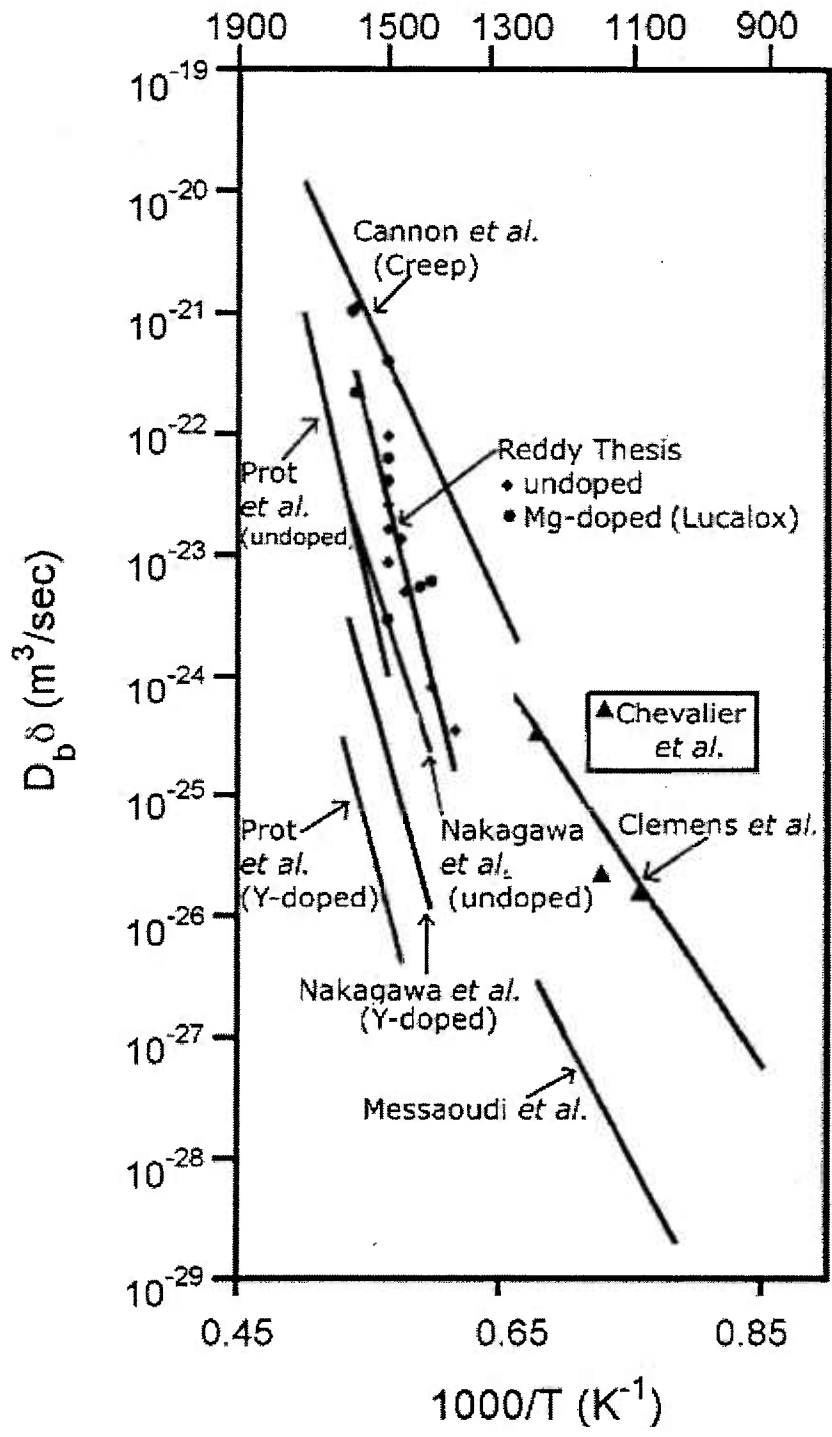 1900 1500 1300 1100 900
10⁻¹⁹
10⁻²⁰
Cannon et al.
(Creep)
10⁻²¹
10⁻²²
Prot
et al.
(undoped)
Reddy Thesis
undoped
Mg-doped (Lucalox)
10⁻²³
D_bδ (m³/sec)
10⁻²⁴
Chevalier
et al.
10⁻²⁵
Prot
et al.
(Y-doped)
Nakagawa
et al.
(undoped)
Clemens et al.
10⁻²⁶
Nakagawa et al.
(Y-doped)
10⁻²⁷
Messaoudi et al.
10⁻²⁸
10⁻²⁹
0.45 0.65 0.85
1000/T (K⁻¹)